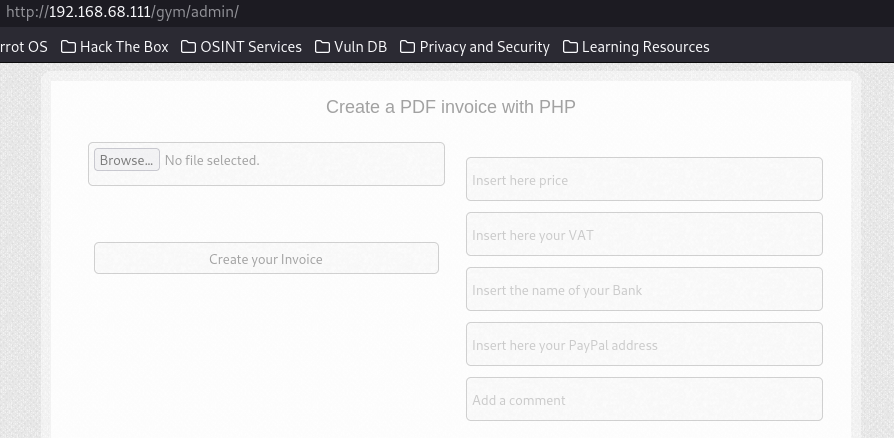 http://192.168.68.111/gym/admin/
rrot OS Hack The Box OSINT Services Vuln DB Privacy and Security Learning Resources
Create a PDF invoice with PHP
Browse... No file selected.
Insert here price
Insert here your VAT
Create your Invoice
Insert the name of your Bank
Insert here your PayPal address
Add a comment